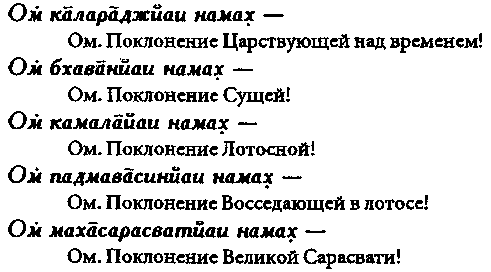 Ом̇ ка̄лара̄джйаи намах̣ —
Ом. Поклонение Царствующей над временем!
Ом̇ бхава̄нйаи намах̣ —
Ом. Поклонение Сущей!
Ом̇ камала̄йаи намах̣ —
Ом. Поклонение Лотосной!
Ом̇ падмава̄синйаи намах̣ —
Ом. Поклонение Восседающей в лотосе!
Ом̇ маха̄сарасватйаи намах̣ —
Ом. Поклонение Великой Сарасвати!